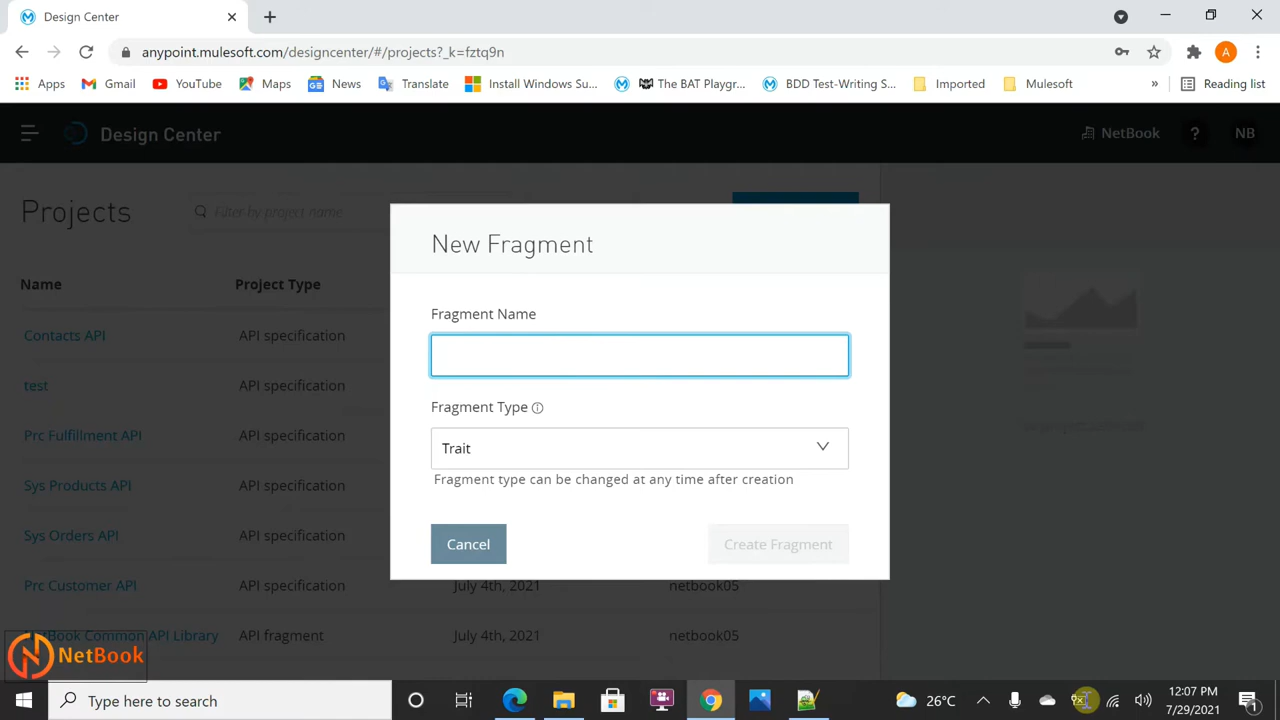 Design Center
anypoint.mulesoft.com/designcenter/#/projects?_k=fztq9n
A
Apps
Gmail
YouTube
Maps
News
Translate
Install Windows Su...
The BAT Playgr...
BDD Test-Writing S...
Imported
Mulesoft
»
Reading list
Design Center
NetBook
?
NB
Projects
Filter by project name
New Fragment
Name
Project Type
Fragment Name
Contacts API
API specification
test
API specification
Fragment Type
Prc Fulfillment API
API specification
Trait
Fragment type can be changed at any time after creation
Sys Products API
API specification
Sys Orders API
API specification
Cancel
Create Fragment
Prc Customer API
API specification
July 4th, 2021
netbook05
NetBook Common API Library
API fragment
July 4th, 2021
netbook05
NetBook
Type here to search
26°C
12:07 PM
7/29/2021
1